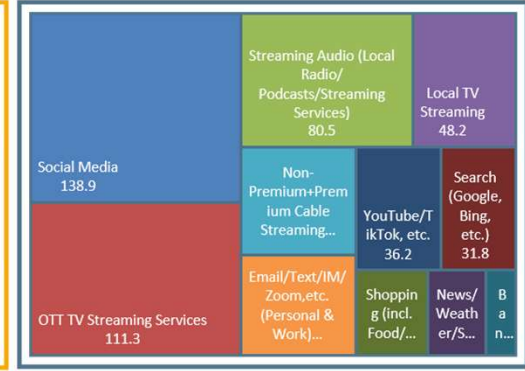 Social Media
138.9
OTT TV Streaming Services
111.3
Streaming Audio (Local
Radio/
Podcasts/Streaming
Services)
80.5
Local TV
Streaming
48.2
Non-
Premium+Prem
ium Cable
Streaming...
YouTube/T
ikTok, etc.
36.2
Search
(Google,
Bing,
etc.)
31.8
Email/Text/IM/
Zoom,etc.
(Personal &
Work)...
Shoppin
g (incl.
Food/...
News/
Weath
er/S...
B
a
n...